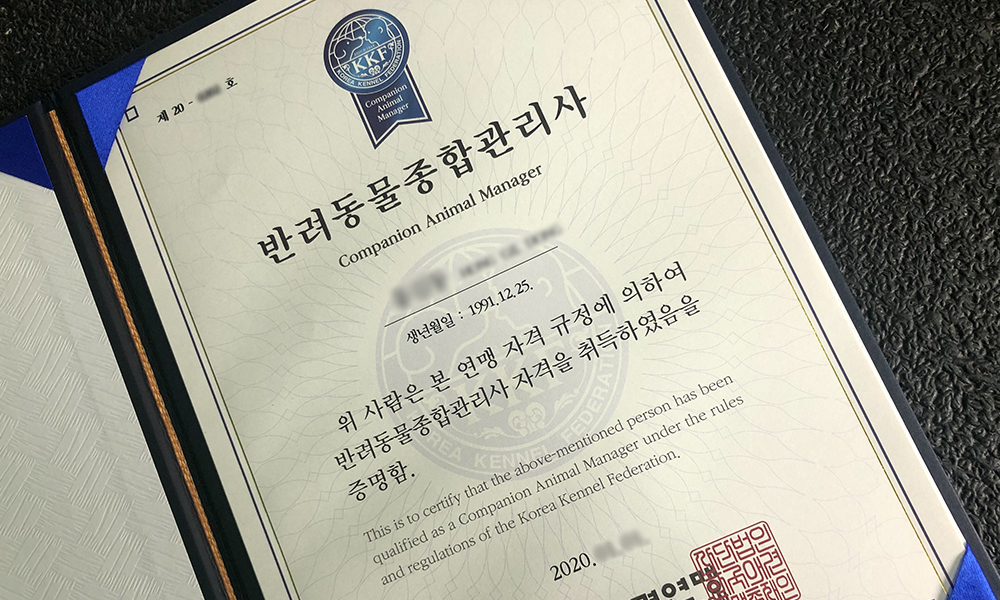 KKF
KOREA KENNEL FEDERATION
Companion
Animal
Manager
제 20 - 호
반려동물종합관리사
Companion Animal Manager
생년월일 : 1991. 12. 25.
위 사람은 본 연맹 자격 규정에 의하여
반려동물종합관리사 자격을 취득하였음을
증명함.
KOREA KENNEL FEDERATION
This is to certify that the above-mentioned person has been
qualified as a Companion Animal Manager under the rules
and regulations of the Korea Kennel Federation.
2020.